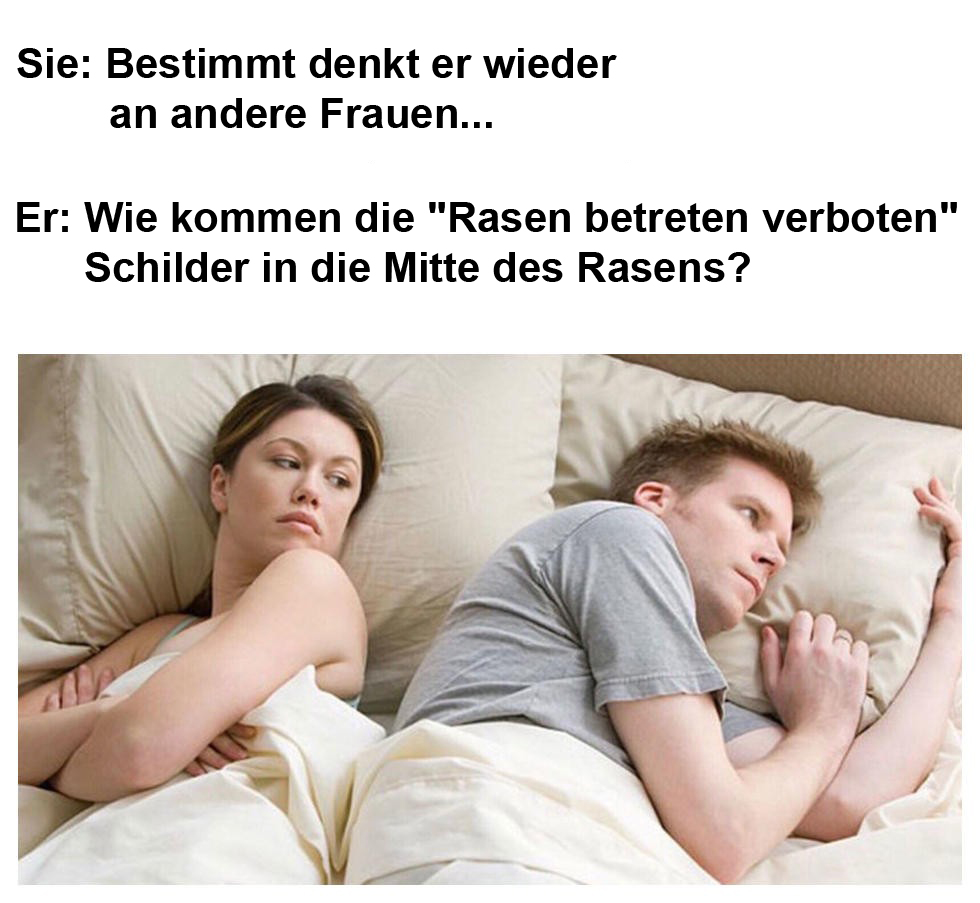 Sie: Bestimmt denkt er wieder
an andere Frauen...
Er: Wie kommen die "Rasen betreten verboten"
Schilder in die Mitte des Rasens?